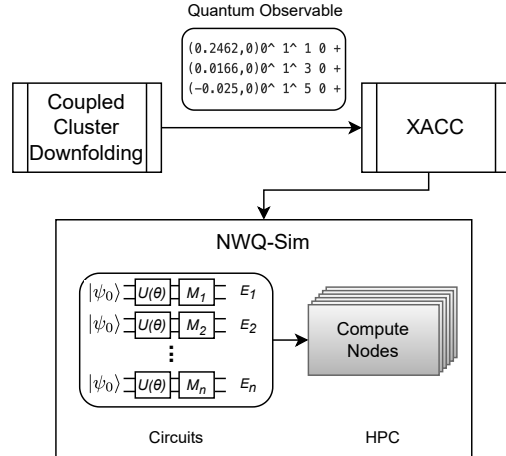 Quantum Observable
(0.2462,0)0^ 1^ 1 0 +
(0.0166,0)0^ 1^ 3 0 +
(-0.025,0)0^ 1^ 5 0 +
Coupled
Cluster
Downfolding
XACC
NWQ-Sim
|ψ₀⟩ U(θ) M₁ E₁
|ψ₀⟩ U(θ) M₂ E₂
⋮
|ψ₀⟩ U(θ) Mₙ Eₙ
Compute
Nodes
Circuits
HPC